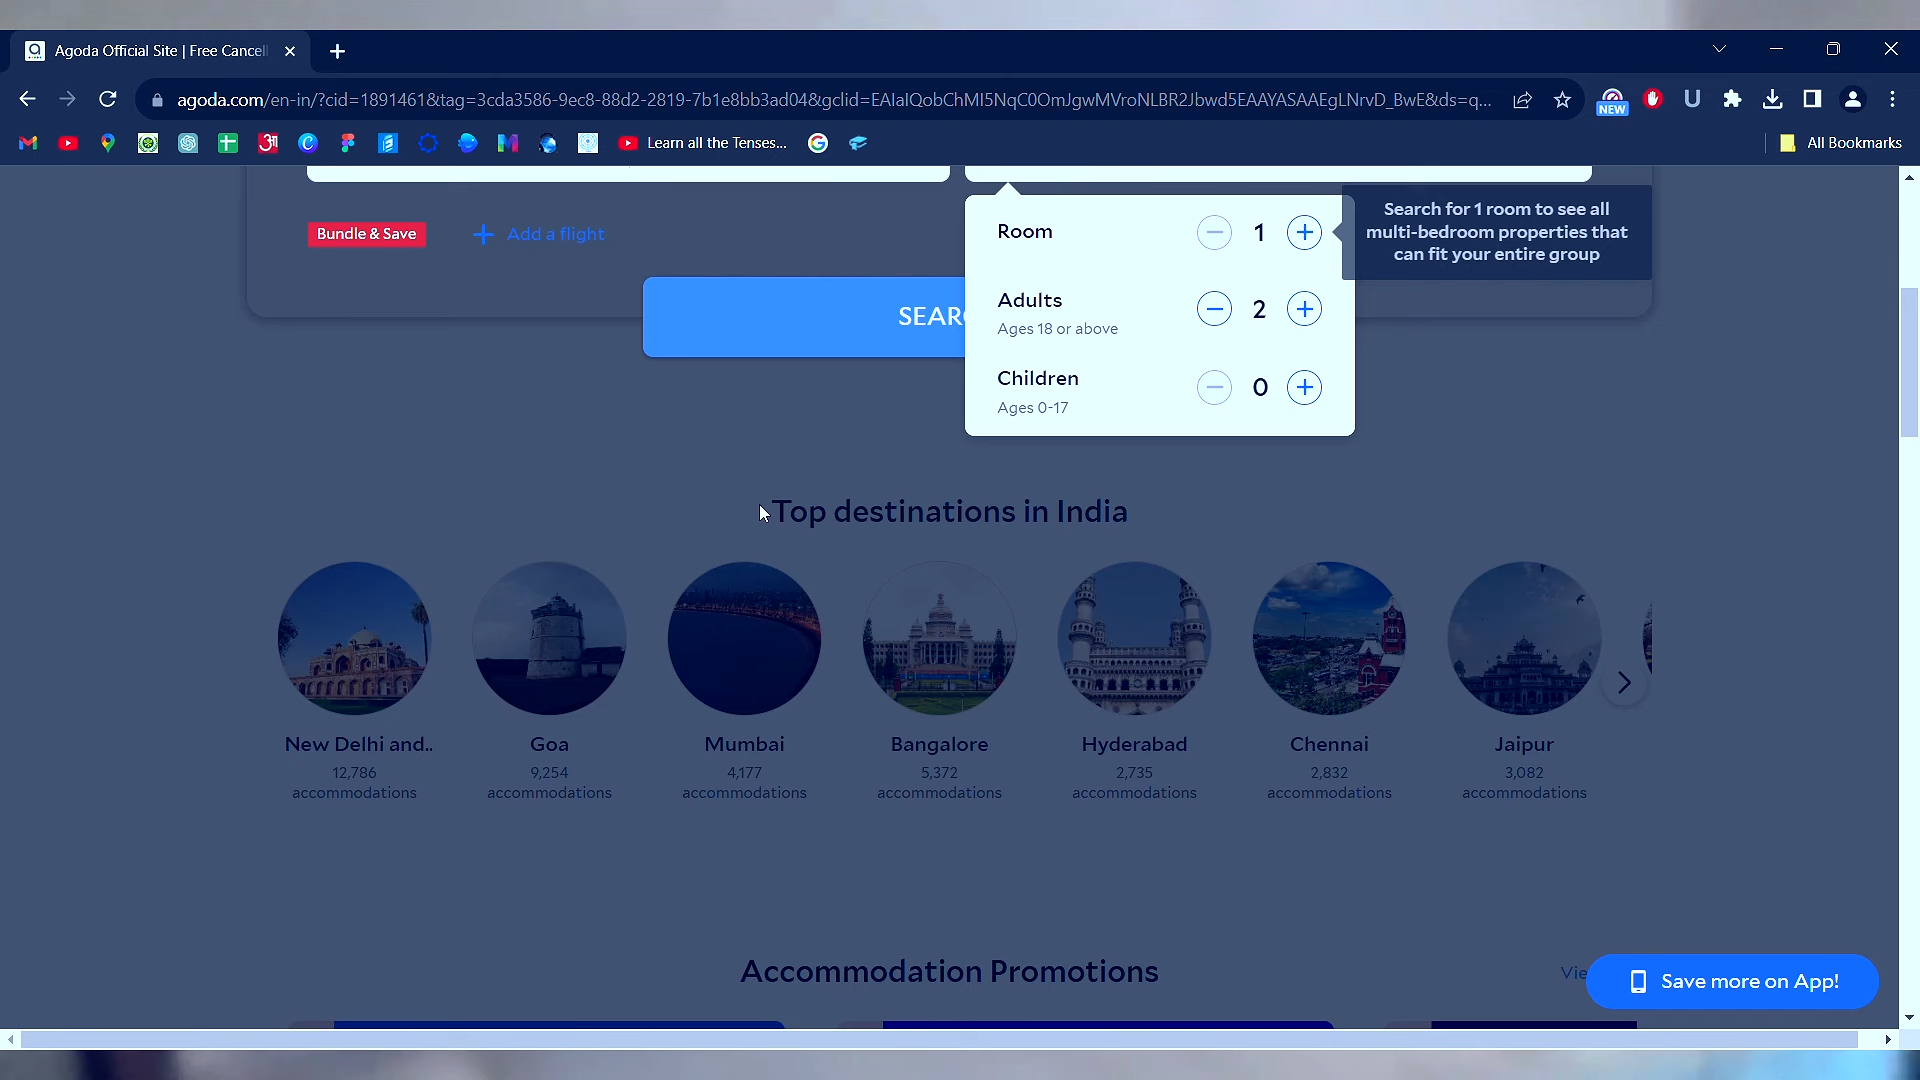 Agoda Official Site | Free Cancell
agoda.com/en-in/?cid=1891461&tag=3cda3586-9ec8-88d2-2819-7b1e8bb3ad04&gclid=EAIaIQobChMI5NqC0OmJgwMVroNLBR2Jbwd5EAAYASAAEgLNrvD_BwE&ds=q...
NEW
Learn all the Tenses...
All Bookmarks
Bundle & Save
Add a flight
Room
1
Search for 1 room to see all
multi-bedroom properties that
can fit your entire group
SEAR
Adults
2
Ages 18 or above
Children
0
Ages 0-17
Top destinations in India
New Delhi and..
12,786
accommodations
Goa
9,254
accommodations
Mumbai
4,177
accommodations
Bangalore
5,372
accommodations
Hyderabad
2,735
accommodations
Chennai
2,832
accommodations
Jaipur
3,082
accommodations
Accommodation Promotions
Vie
Save more on App!